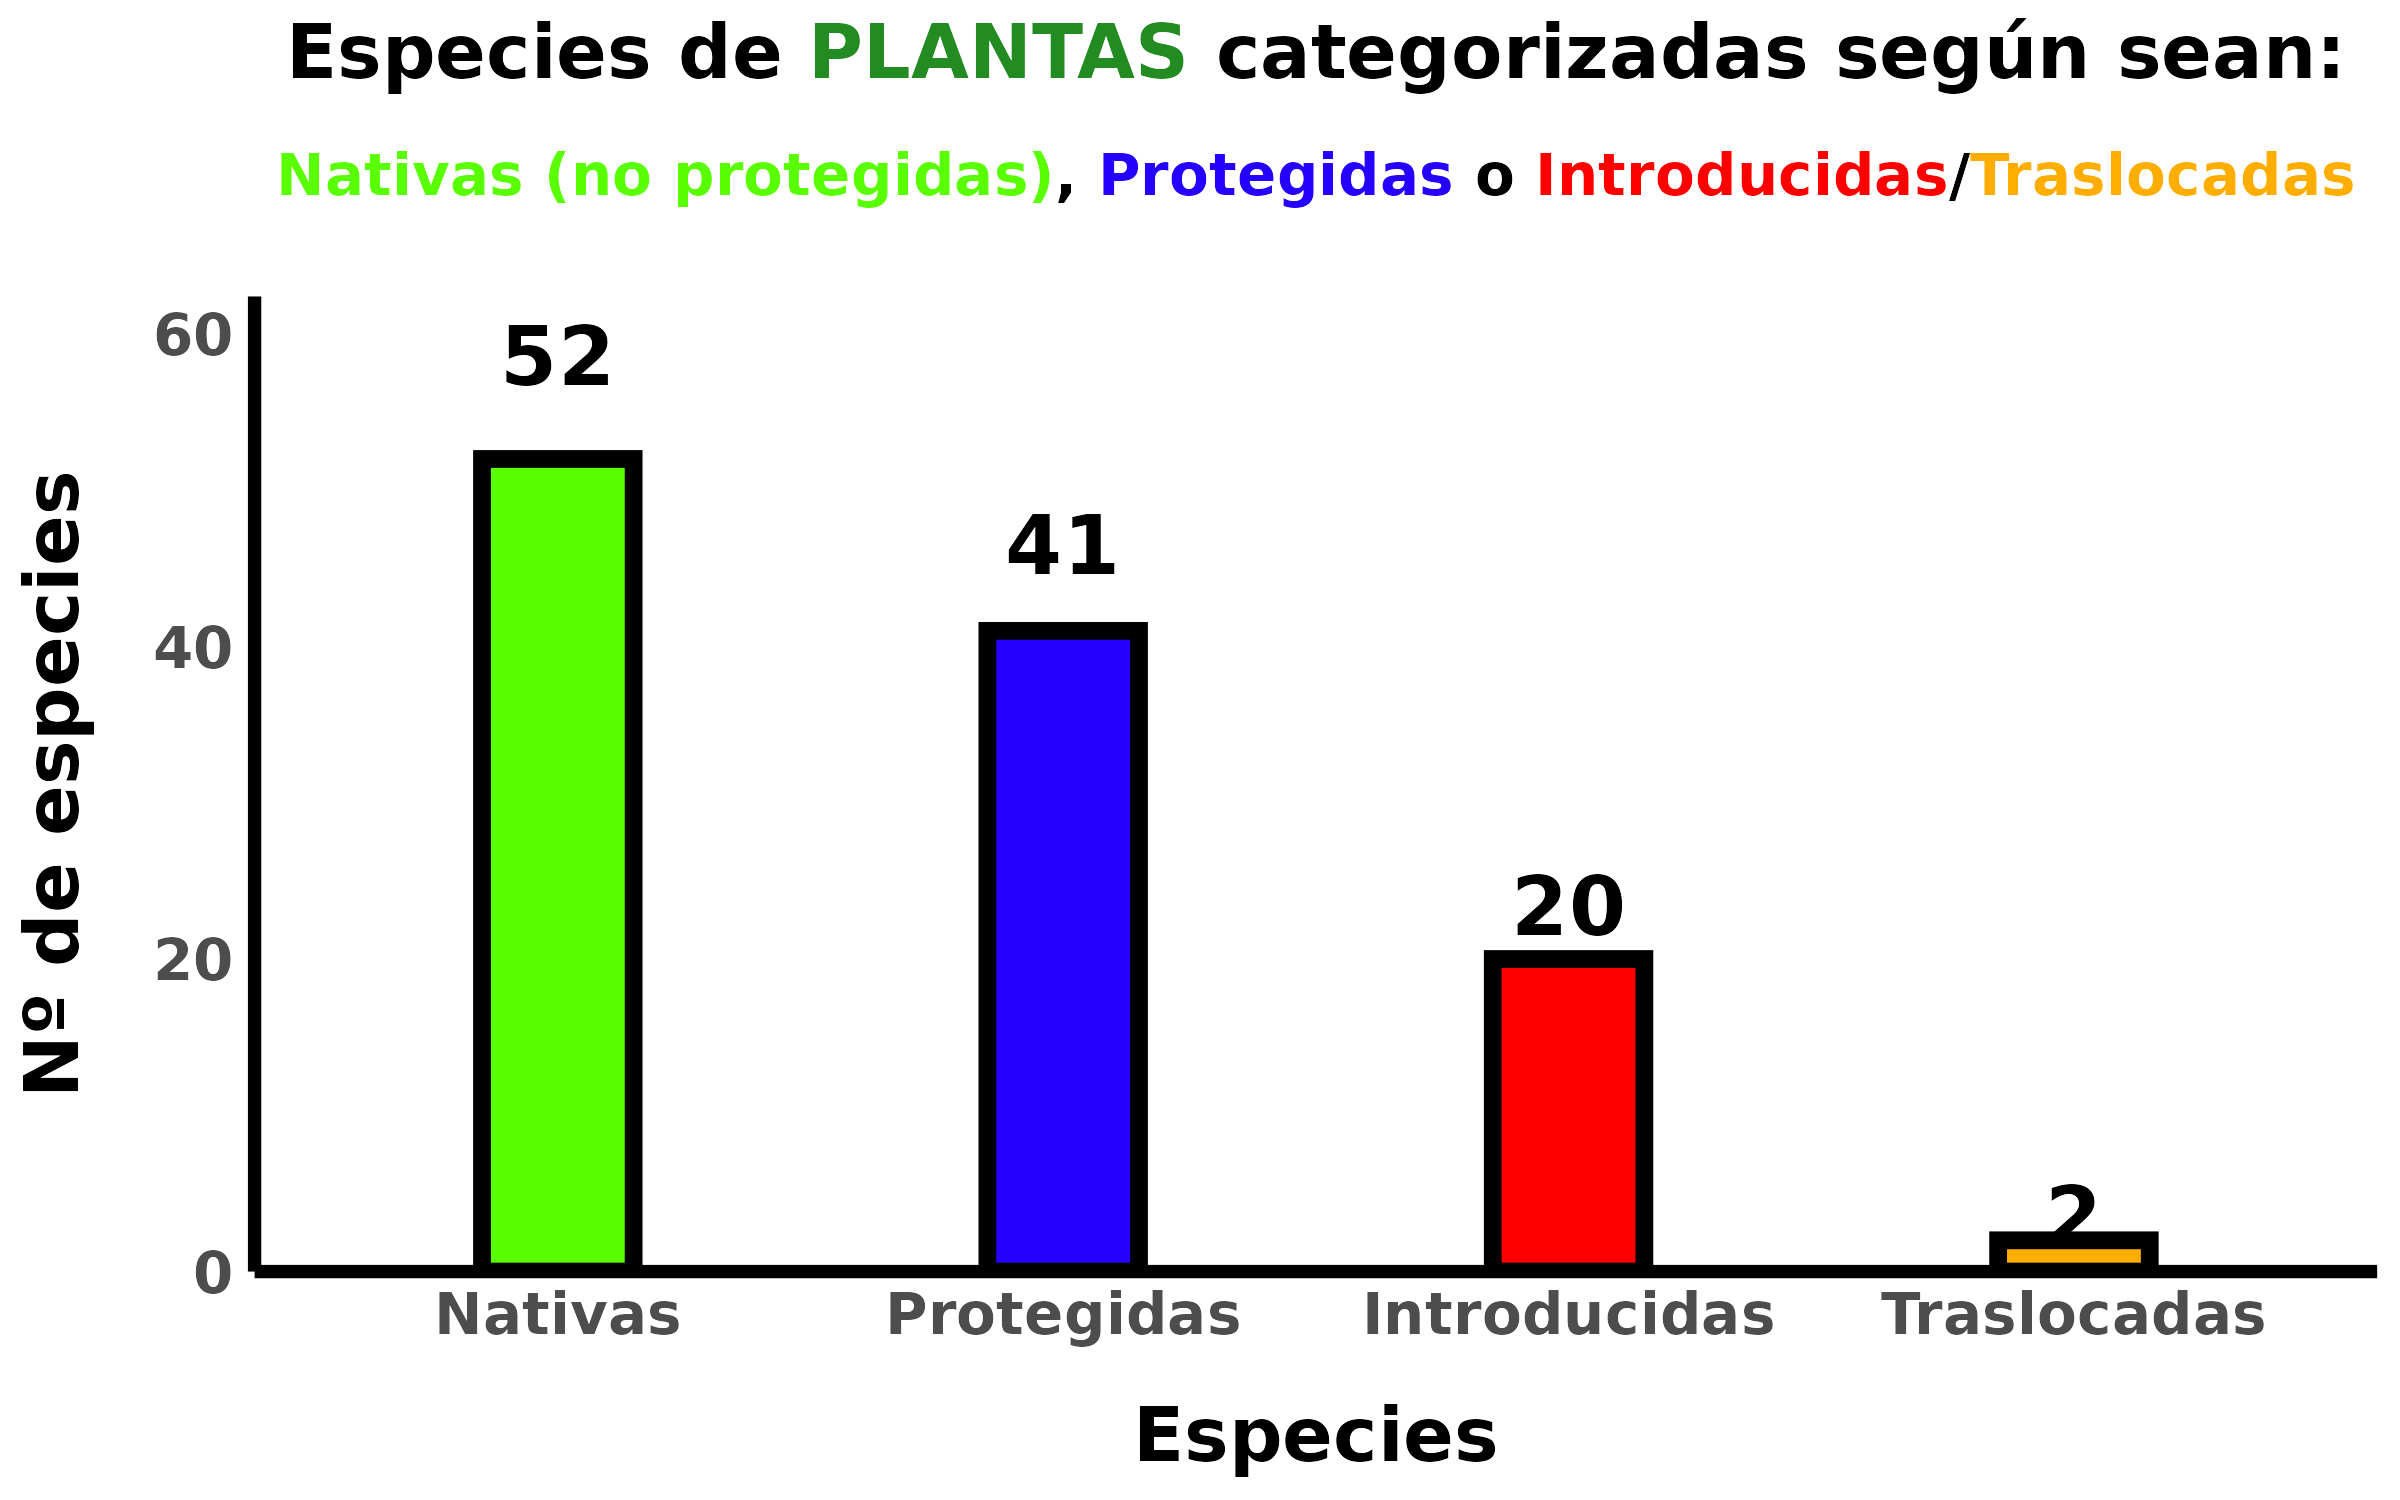 Especies de PLANTAS categorizadas según sean:
Nativas (no protegidas), Protegidas o Introducidas/Traslocadas
Nº de especies
60
40
20
0
52
41
20
2
Nativas
Protegidas
Introducidas
Traslocadas
Especies